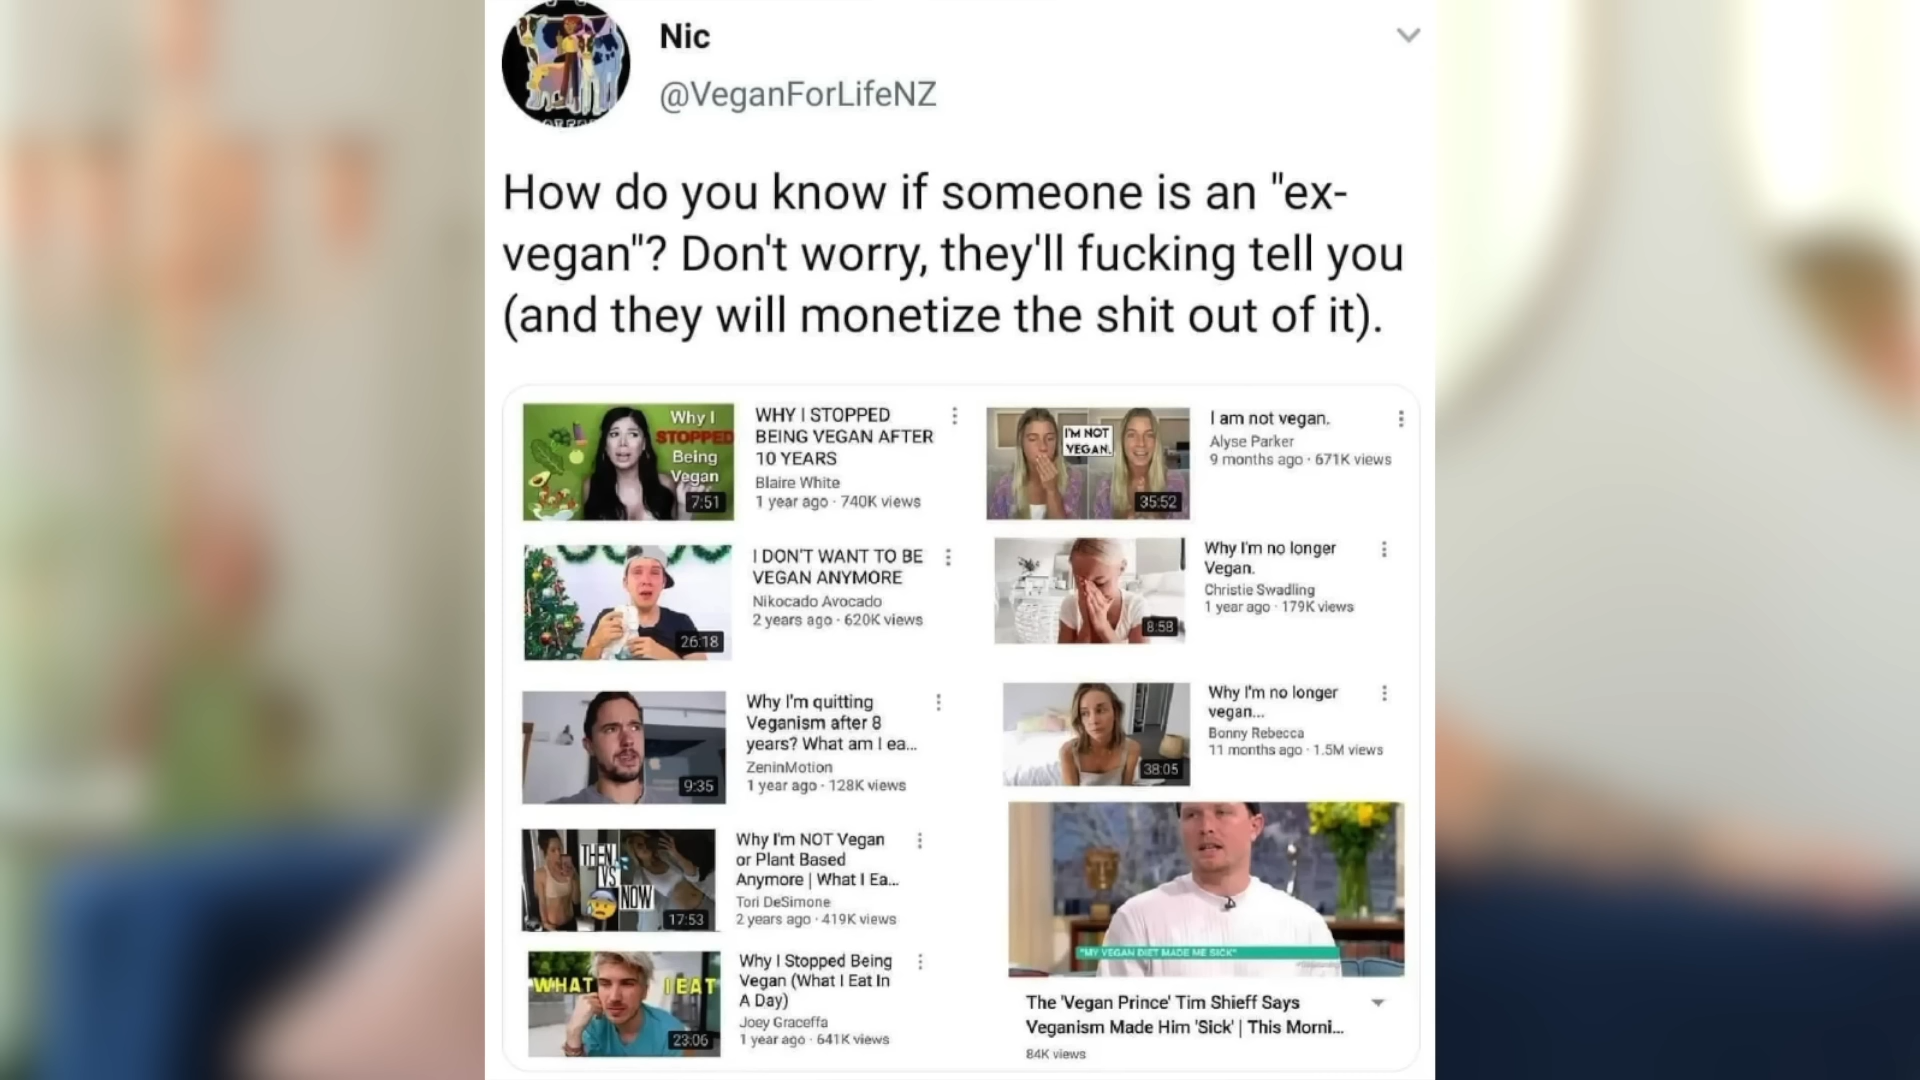 Nic
@VeganForLifeNZ
How do you know if someone is an "ex-
vegan"? Don't worry, they'll fucking tell you
(and they will monetize the shit out of it).
Why I
STOPPED
Being
Vegan
7:51
WHY I STOPPED
BEING VEGAN AFTER
10 YEARS
Blaire White
1 year ago · 740K views
26:18
I DON'T WANT TO BE
VEGAN ANYMORE
Nikocado Avocado
2 years ago · 620K views
9:35
Why I'm quitting
Veganism after 8
years? What am I ea...
ZeninMotion
1 year ago · 128K views
THEN
VS
NOW
17:53
Why I'm NOT Vegan
or Plant Based
Anymore | What I Ea...
Tori DeSimone
2 years ago · 419K views
WHAT I EAT
23:06
Why I Stopped Being
Vegan (What I Eat In
A Day)
Joey Graceffa
1 year ago · 641K views
I'M NOT
VEGAN.
35:52
I am not vegan.
Alyse Parker
9 months ago · 671K views
8:58
Why I'm no longer
Vegan.
Christie Swadling
1 year ago · 179K views
38:05
Why I'm no longer
vegan...
Bonny Rebecca
11 months ago · 1.5M views
"MY VEGAN DIET MADE ME SICK"
The 'Vegan Prince' Tim Shieff Says
Veganism Made Him 'Sick' | This Morni...
84K views